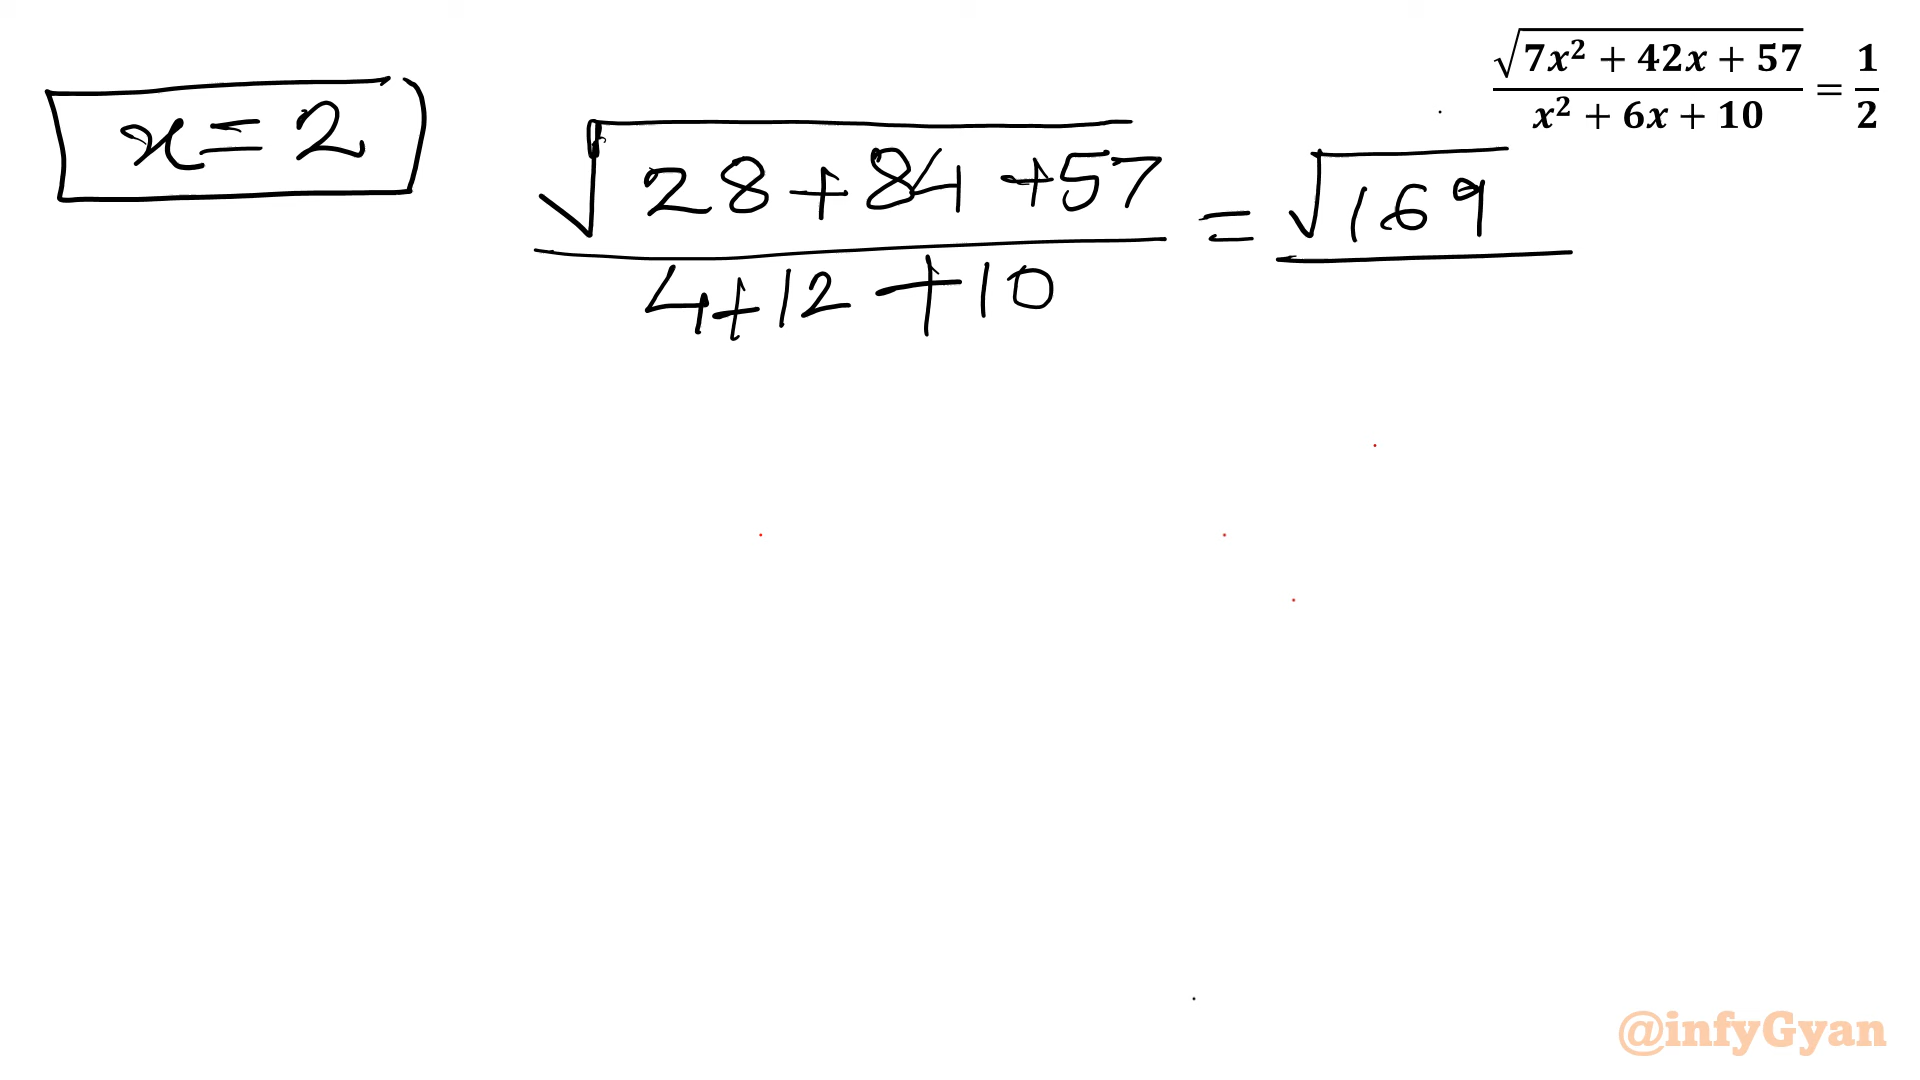 √(7x² + 42x + 57) / (x² + 6x + 10) = 1/2
x = 2
√(28 + 84 + 57) / (4 + 12 + 10) = √169
@infyGyan